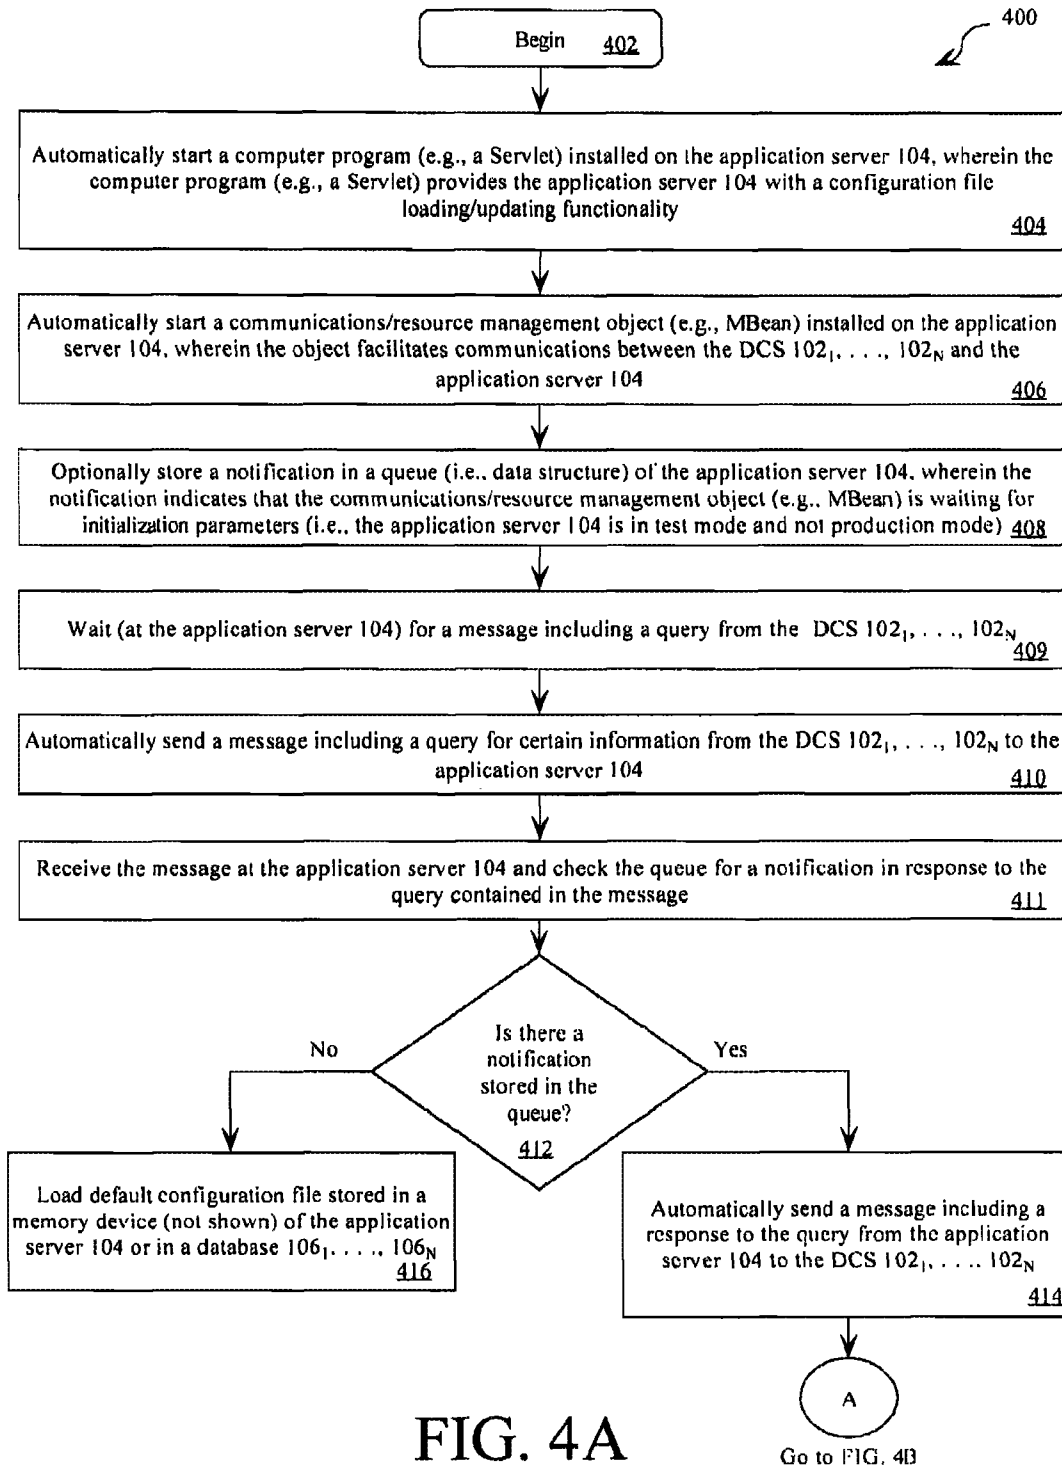 400
Begin 402
Automatically start a computer program (e.g., a Servlet) installed on the application server 104, wherein the
computer program (e.g., a Servlet) provides the application server 104 with a configuration file
loading/updating functionality
404
Automatically start a communications/resource management object (e.g., MBean) installed on the application
server 104, wherein the object facilitates communications between the DCS 102₁, . . ., 102N and the
application server 104
406
Optionally store a notification in a queue (i.e., data structure) of the application server 104, wherein the
notification indicates that the communications/resource management object (e.g., MBean) is waiting for
initialization parameters (i.e., the application server 104 is in test mode and not production mode) 408
Wait (at the application server 104) for a message including a query from the DCS 102₁, . . ., 102N
409
Automatically send a message including a query for certain information from the DCS 102₁, . . ., 102N to the
application server 104
410
Receive the message at the application server 104 and check the queue for a notification in response to the
query contained in the message
411
Is there a
notification
stored in the
queue?
412
No
Yes
Load default configuration file stored in a
memory device (not shown) of the application
server 104 or in a database 106₁, . . ., 106N
416
Automatically send a message including a
response to the query from the application
server 104 to the DCS 102₁, . . ., 102N
414
A
Go to FIG. 4B
FIG. 4A